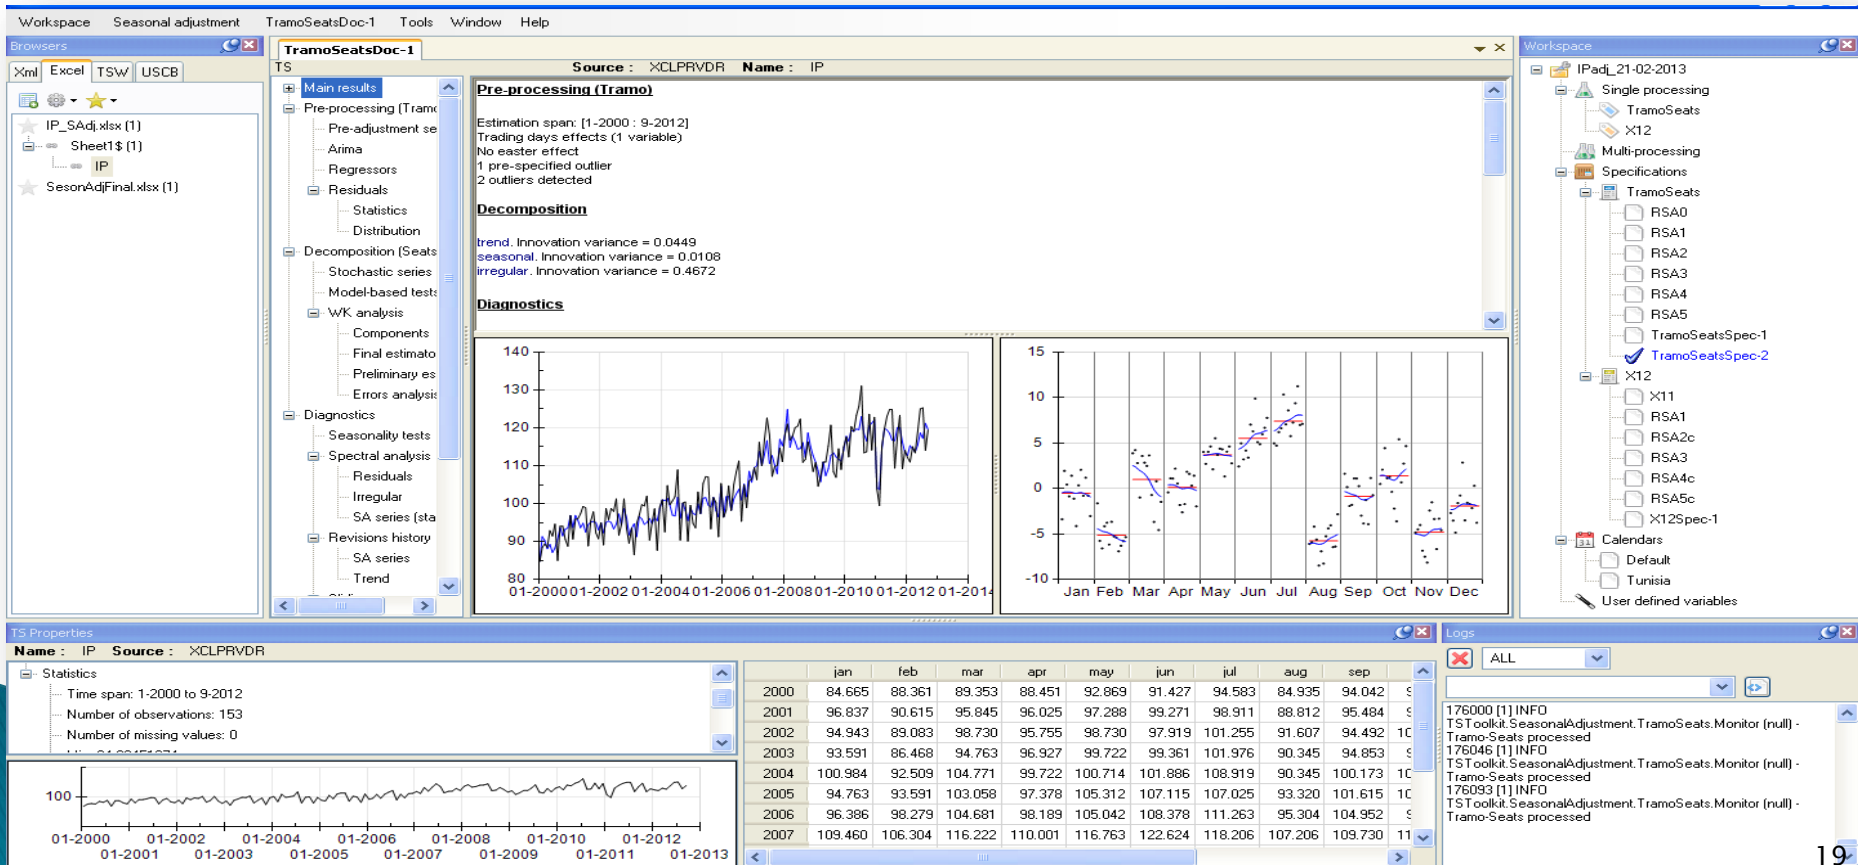 Workspace Seasonal adjustment TramoSeatsDoc-1 Tools Window Help
Browsers
Xml Excel TSW USCB
IP_SAdj.xlsx (1)
Sheet1$ (1)
IP
SesonAdjFinal.xlsx (1)
TramoSeatsDoc-1
TS Source : XCLPRVDR Name : IP
Main results
Pre-processing (Tramo
Pre-adjustment se
Arima
Regressors
Residuals
Statistics
Distribution
Decomposition (Seats
Stochastic series
Model-based tests
WK analysis
Components
Final estimato
Preliminary es
Errors analysis
Diagnostics
Seasonality tests
Spectral analysis
Residuals
Irregular
SA series (sta
Revisions history
SA series
Trend
Pre-processing (Tramo)
Estimation span: [1-2000 : 9-2012]
Trading days effects (1 variable)
No easter effect
1 pre-specified outlier
2 outliers detected
Decomposition
trend. Innovation variance = 0.0449
seasonal. Innovation variance = 0.0108
irregular. Innovation variance = 0.4672
Diagnostics
140
130
120
110
100
90
80
01-2000 01-2002 01-2004 01-2006 01-2008 01-2010 01-2012 01-2014
15
10
5
0
-5
-10
Jan Feb Mar Apr May Jun Jul Aug Sep Oct Nov Dec
Workspace
IPadj_21-02-2013
Single processing
TramoSeats
X12
Multi-processing
Specifications
TramoSeats
RSA0
RSA1
RSA2
RSA3
RSA4
RSA5
TramoSeatsSpec-1
TramoSeatsSpec-2
X12
X11
RSA1
RSA2c
RSA3
RSA4c
RSA5c
X12Spec-1
Calendars
Default
Tunisia
User defined variables
TS Properties
Name : IP Source : XCLPRVDR
Statistics
Time span: 1-2000 to 9-2012
Number of observations: 153
Number of missing values: 0
100
01-2000 01-2002 01-2004 01-2006 01-2008 01-2010 01-2012
01-2001 01-2003 01-2005 01-2007 01-2009 01-2011 01-2013
jan feb mar apr may jun jul aug sep
2000 84.665 88.361 89.353 88.451 92.869 91.427 94.583 84.935 94.042 9
2001 96.837 90.615 95.845 96.025 97.288 99.271 98.911 88.812 95.484 9
2002 94.943 89.083 98.730 95.755 98.730 97.919 101.255 91.607 94.492 10
2003 93.591 86.468 94.763 96.927 99.722 99.361 101.976 90.345 94.853 9
2004 100.984 92.509 104.771 99.722 100.714 101.886 108.919 90.345 100.173 10
2005 94.763 93.591 103.058 97.378 105.312 107.115 107.025 93.320 101.615 10
2006 96.386 98.279 104.681 98.189 105.042 108.378 111.263 95.304 104.952 9
2007 109.460 106.304 116.222 110.001 116.763 122.624 118.206 107.206 109.730 11
Logs
ALL
176000 [1] INFO
TSToolkit.SeasonalAdjustment.TramoSeats.Monitor (null) -
Tramo-Seats processed
176046 [1] INFO
TSToolkit.SeasonalAdjustment.TramoSeats.Monitor (null) -
Tramo-Seats processed
176093 [1] INFO
TSToolkit.SeasonalAdjustment.TramoSeats.Monitor (null) -
Tramo-Seats processed
19